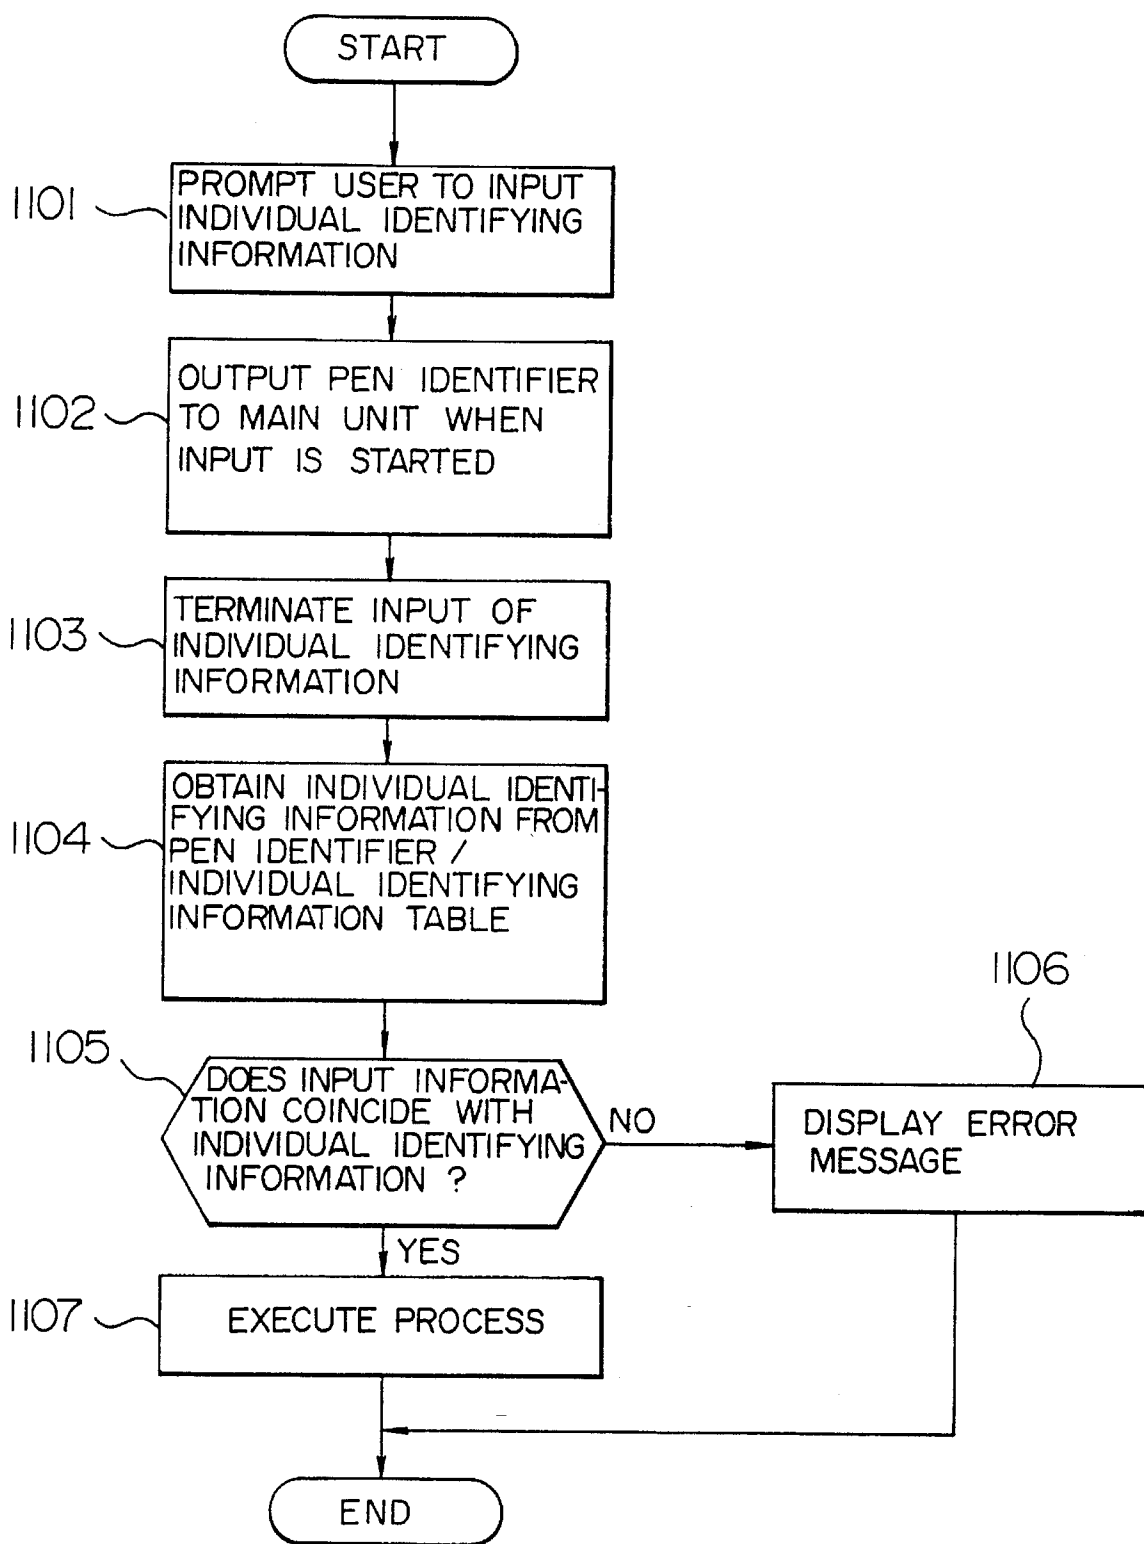 START
1101
PROMPT USER TO INPUT
INDIVIDUAL IDENTIFYING
INFORMATION
1102
OUTPUT PEN IDENTIFIER
TO MAIN UNIT WHEN
INPUT IS STARTED
1103
TERMINATE INPUT OF
INDIVIDUAL IDENTIFYING
INFORMATION
1104
OBTAIN INDIVIDUAL IDENTI-
FYING INFORMATION FROM
PEN IDENTIFIER /
INDIVIDUAL IDENTIFYING
INFORMATION TABLE
1105
DOES INPUT INFORMA-
TION COINCIDE WITH
INDIVIDUAL IDENTIFYING
INFORMATION ?
NO
1106
DISPLAY ERROR
MESSAGE
YES
1107
EXECUTE PROCESS
END